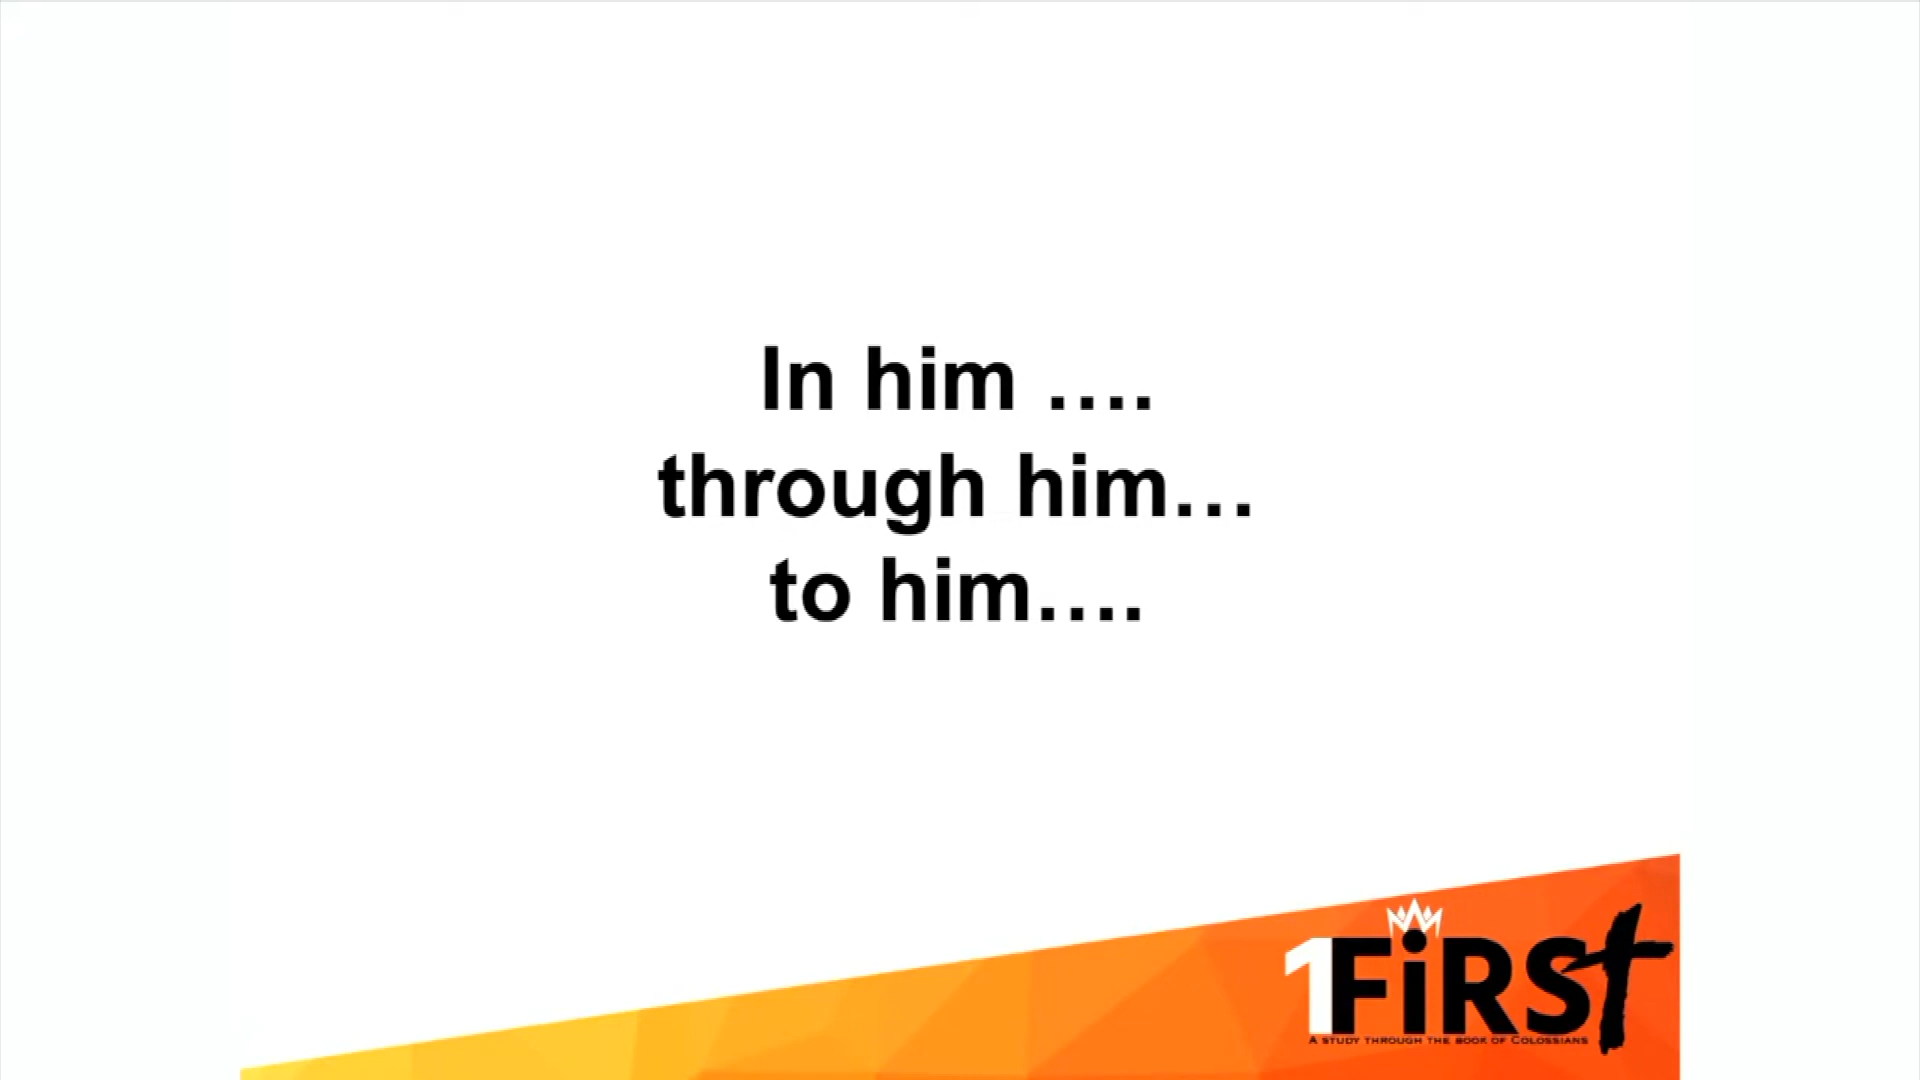 In him ....
through him...
to him....
1FiRSt
A study through the book of Colossians